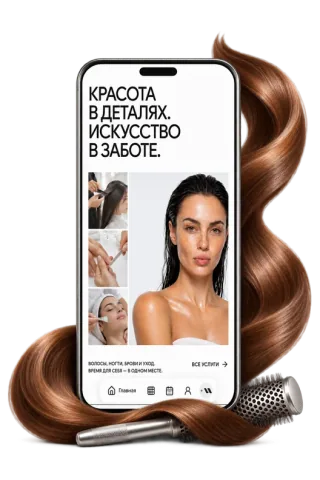 КРАСОТА
В ДЕТАЛЯХ.
ИСКУССТВО
В ЗАБОТЕ.
ВОЛОСЫ, НОГТИ, БРОВИ И УХОД.
ВРЕМЯ ДЛЯ СЕБЯ — В ОДНОМ МЕСТЕ.
ВСЕ УСЛУГИ →
Главная